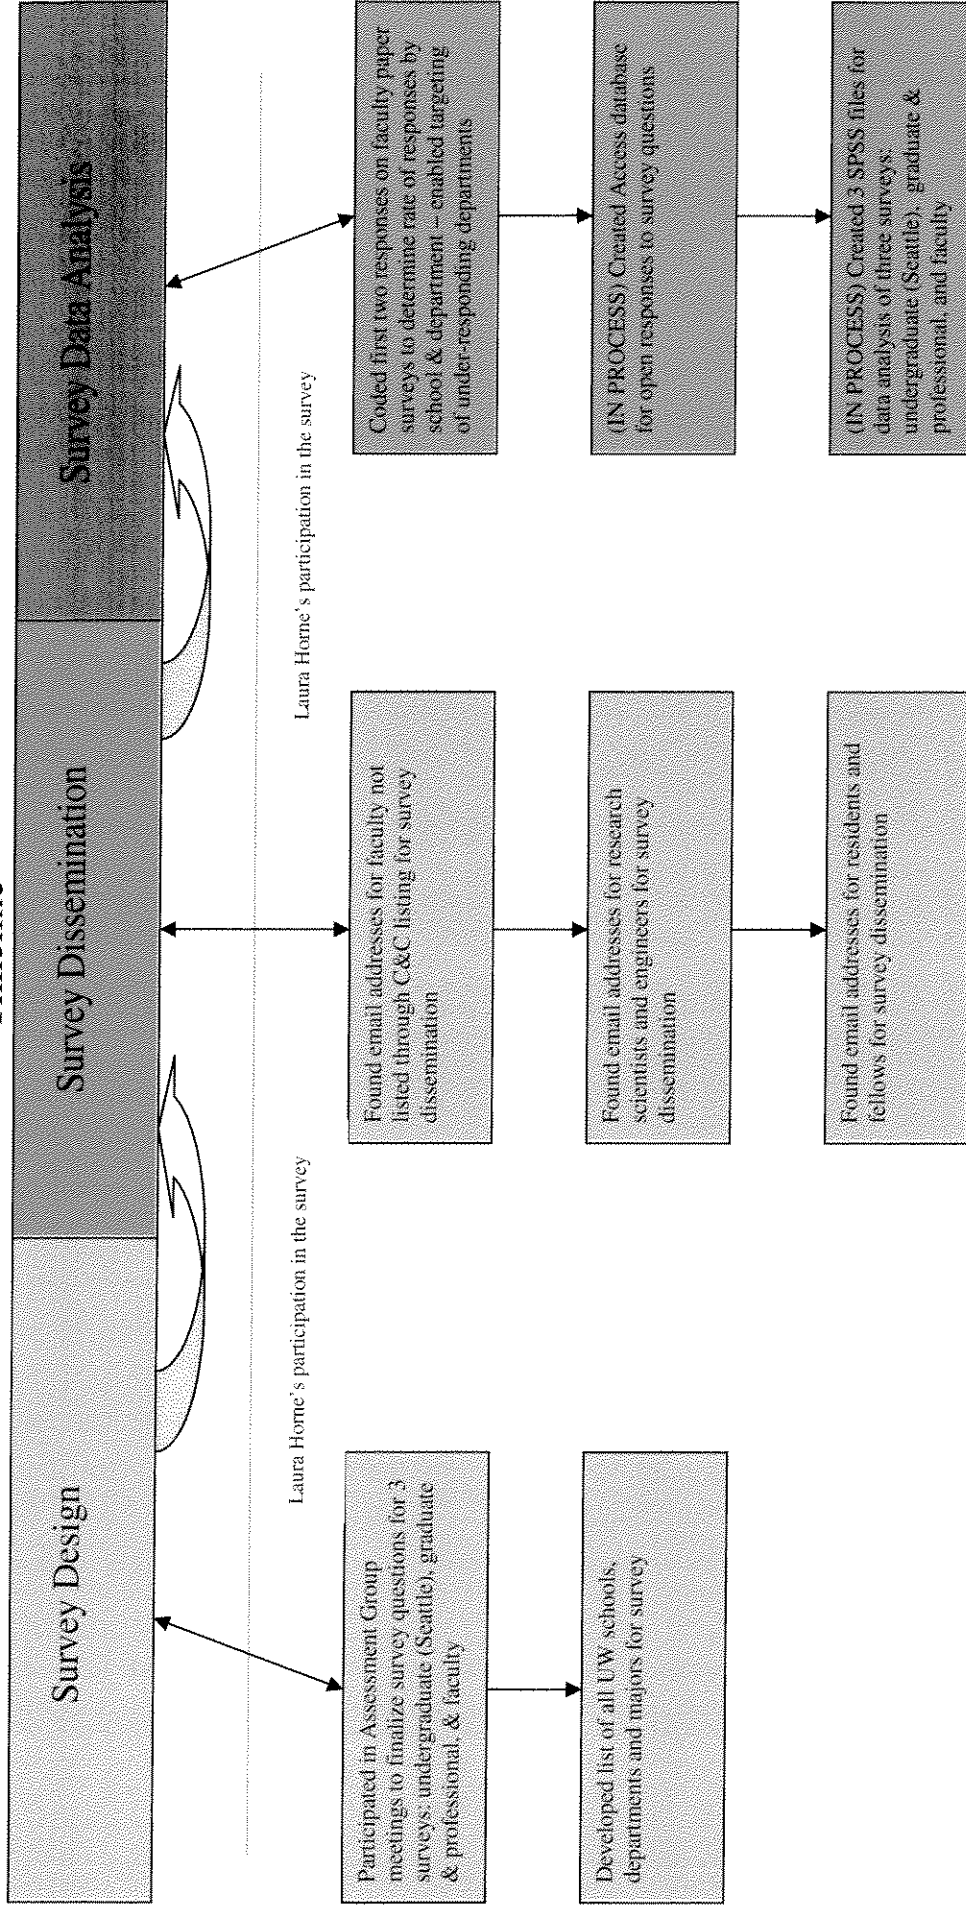 Survey Design
Survey Dissemination
Survey Data Analysis
Laura Horne's participation in the survey
Laura Horne's participation in the survey
Participated in Assessment Group
meetings to finalize survey questions for 3
surveys: undergraduate (Seattle), graduate
& professional, & faculty
Developed list of all UW schools,
departments and majors for survey
Found email addresses for faculty not
listed through C&C listing for survey
dissemination
Found email addresses for research
scientists and engineers for survey
dissemination
Found email addresses for residents and
fellows for survey dissemination
Coded first two responses on faculty paper
surveys to determine rate of responses by
school & department – enabled targeting
of under-responding departments
(IN PROCESS) Created Access database
for open responses to survey questions
(IN PROCESS) Created 3 SPSS files for
data analysis of three surveys:
undergraduate (Seattle), graduate &
professional, and faculty